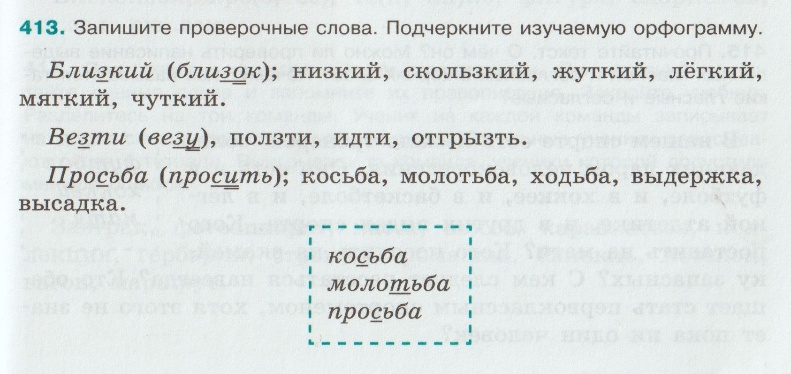 413. Запишите проверочные слова. Подчеркните изучаемую орфограмму.
Близкий (близок); низкий, скользкий, жуткий, лёгкий,
мягкий, чуткий.
Везти (везу), ползти, идти, отгрызть.
Просьба (просить); косьба, молотьба, ходьба, выдержка,
высадка.
косьба
молотьба
просьба